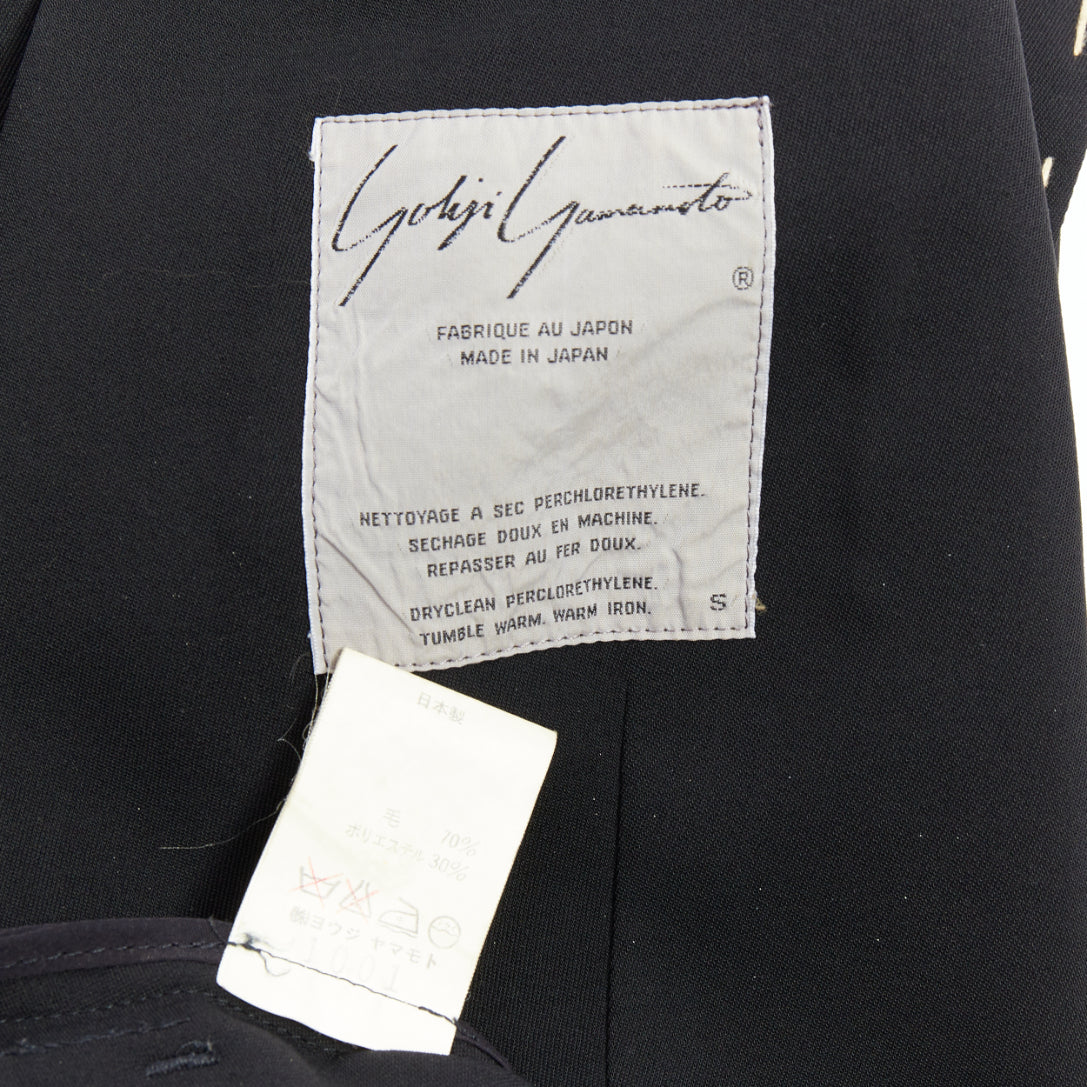 Yohji Yamamoto
®
FABRIQUE AU JAPON
MADE IN JAPAN
NETTOYAGE A SEC PERCHLORETHYLENE.
SECHAGE DOUX EN MACHINE.
REPASSER AU FER DOUX.
DRYCLEAN PERCLORETHYLENE.
TUMBLE WARM. WARM IRON.
S
日本製
毛 70%
ポリエステル 30%
㈱ヨウジ ヤマモト
1001